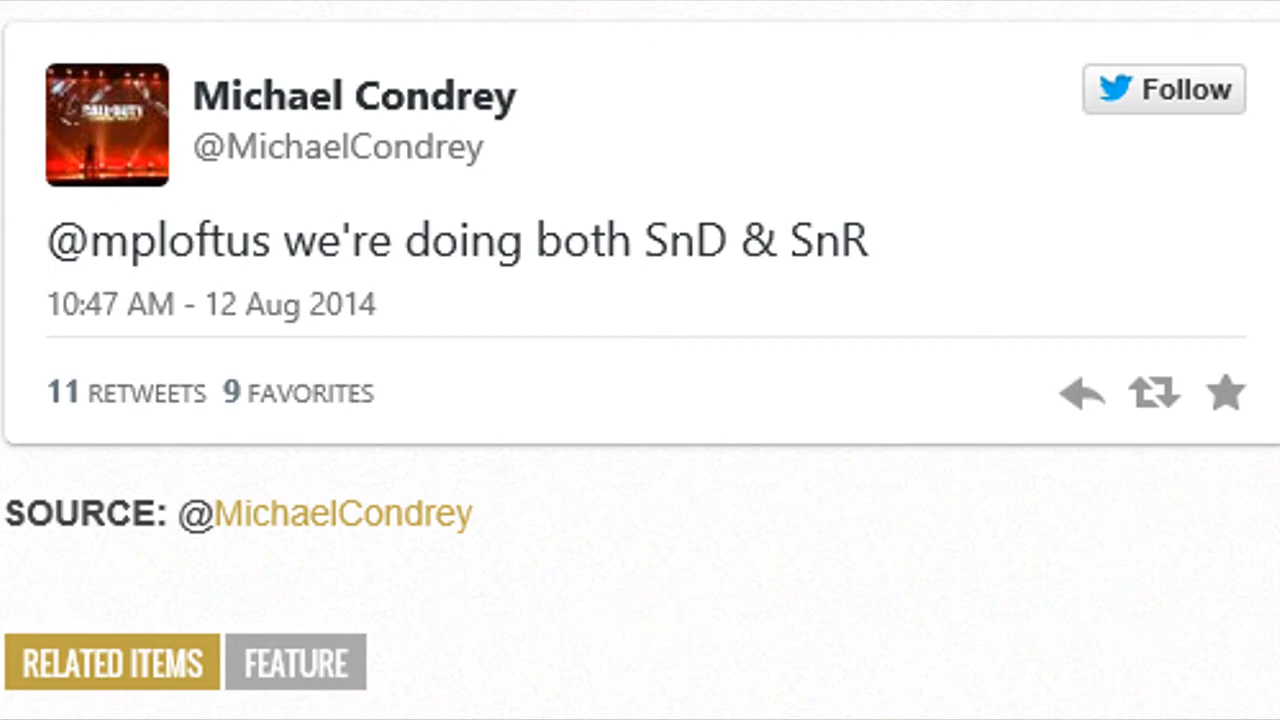 Michael Condrey
Follow
@MichaelCondrey
@mploftus we're doing both SnD & SnR
10:47 AM - 12 Aug 2014
11 RETWEETS 9 FAVORITES
SOURCE: @MichaelCondrey
RELATED ITEMS FEATURE